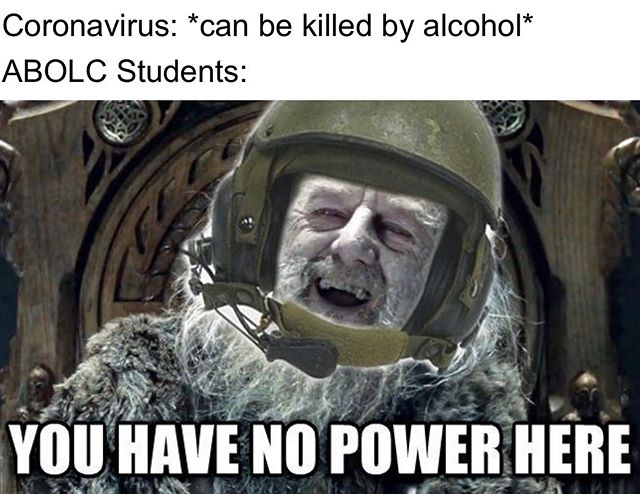 Coronavirus: *can be killed by alcohol*
ABOLC Students:
YOU HAVE NO POWER HERE